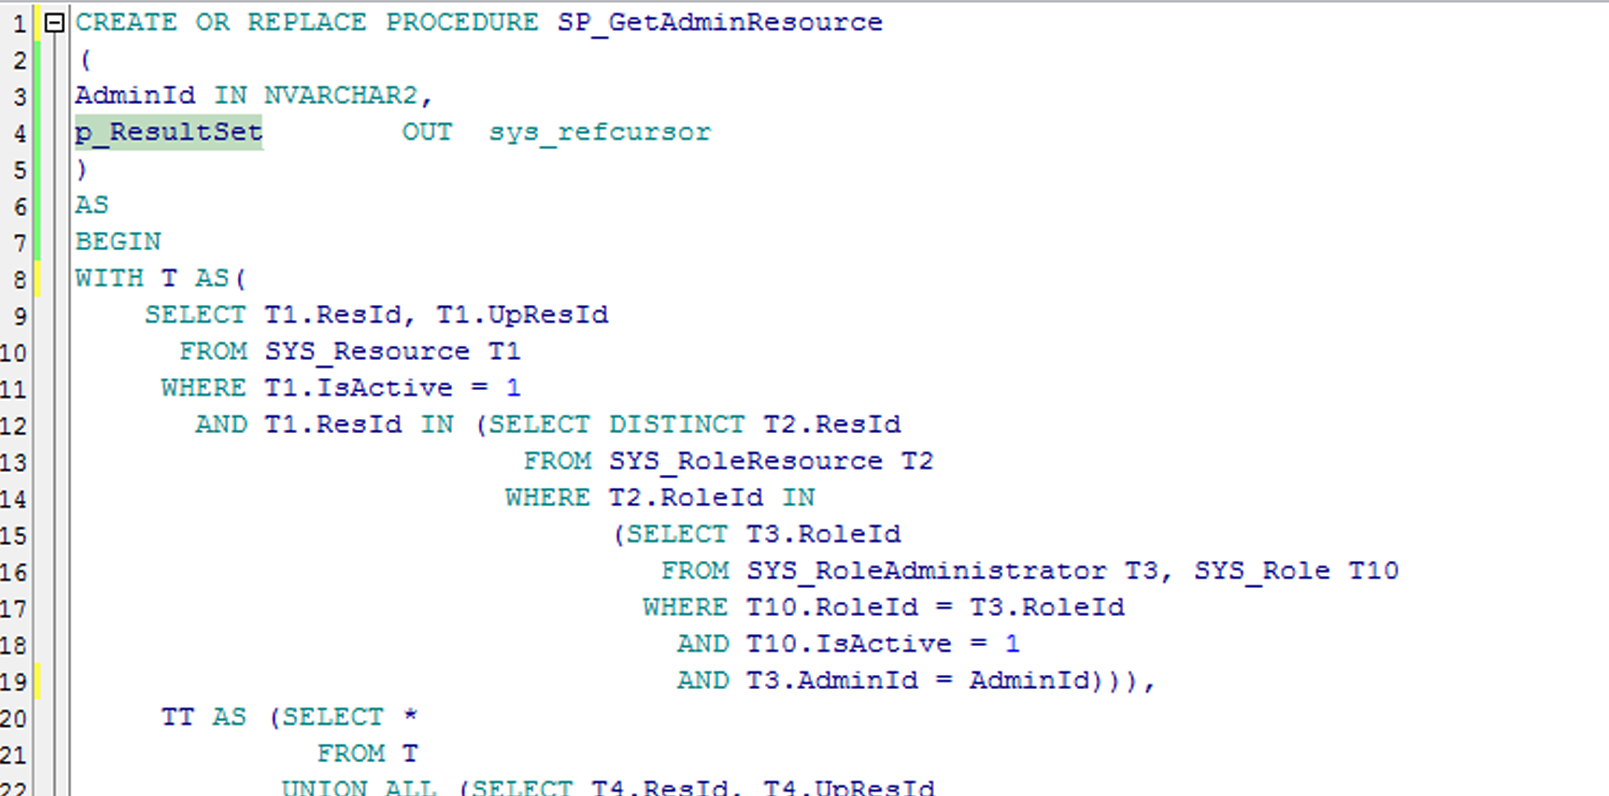 1 CREATE OR REPLACE PROCEDURE SP_GetAdminResource
2 (
3 AdminId IN NVARCHAR2,
4 p_ResultSet        OUT  sys_refcursor
5 )
6 AS
7 BEGIN
8 WITH T AS(
9     SELECT T1.ResId, T1.UpResId
10       FROM SYS_Resource T1
11      WHERE T1.IsActive = 1
12        AND T1.ResId IN (SELECT DISTINCT T2.ResId
13                           FROM SYS_RoleResource T2
14                          WHERE T2.RoleId IN
15                                (SELECT T3.RoleId
16                                   FROM SYS_RoleAdministrator T3, SYS_Role T10
17                                  WHERE T10.RoleId = T3.RoleId
18                                    AND T10.IsActive = 1
19                                    AND T3.AdminId = AdminId))),
20      TT AS (SELECT *
21               FROM T
22             UNION ALL (SELECT T4.ResId, T4.UpResId